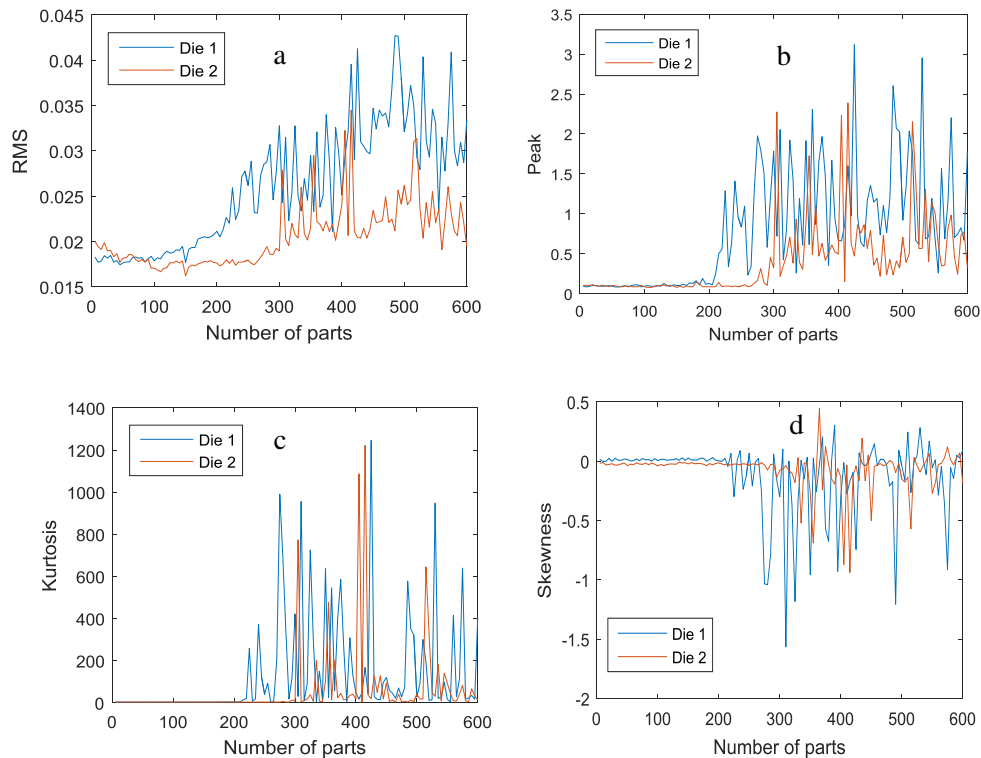 a
Die 1
Die 2
RMS
0.045
0.04
0.035
0.03
0.025
0.02
0.015
0 100 200 300 400 500 600
Number of parts
b
Die 1
Die 2
Peak
3.5
3
2.5
2
1.5
1
0.5
0
0 100 200 300 400 500 600
Number of parts
c
Die 1
Die 2
Kurtosis
1400
1200
1000
800
600
400
200
0
0 100 200 300 400 500 600
Number of parts
d
Die 1
Die 2
Skewness
0.5
0
-0.5
-1
-1.5
-2
0 100 200 300 400 500 600
Number of parts